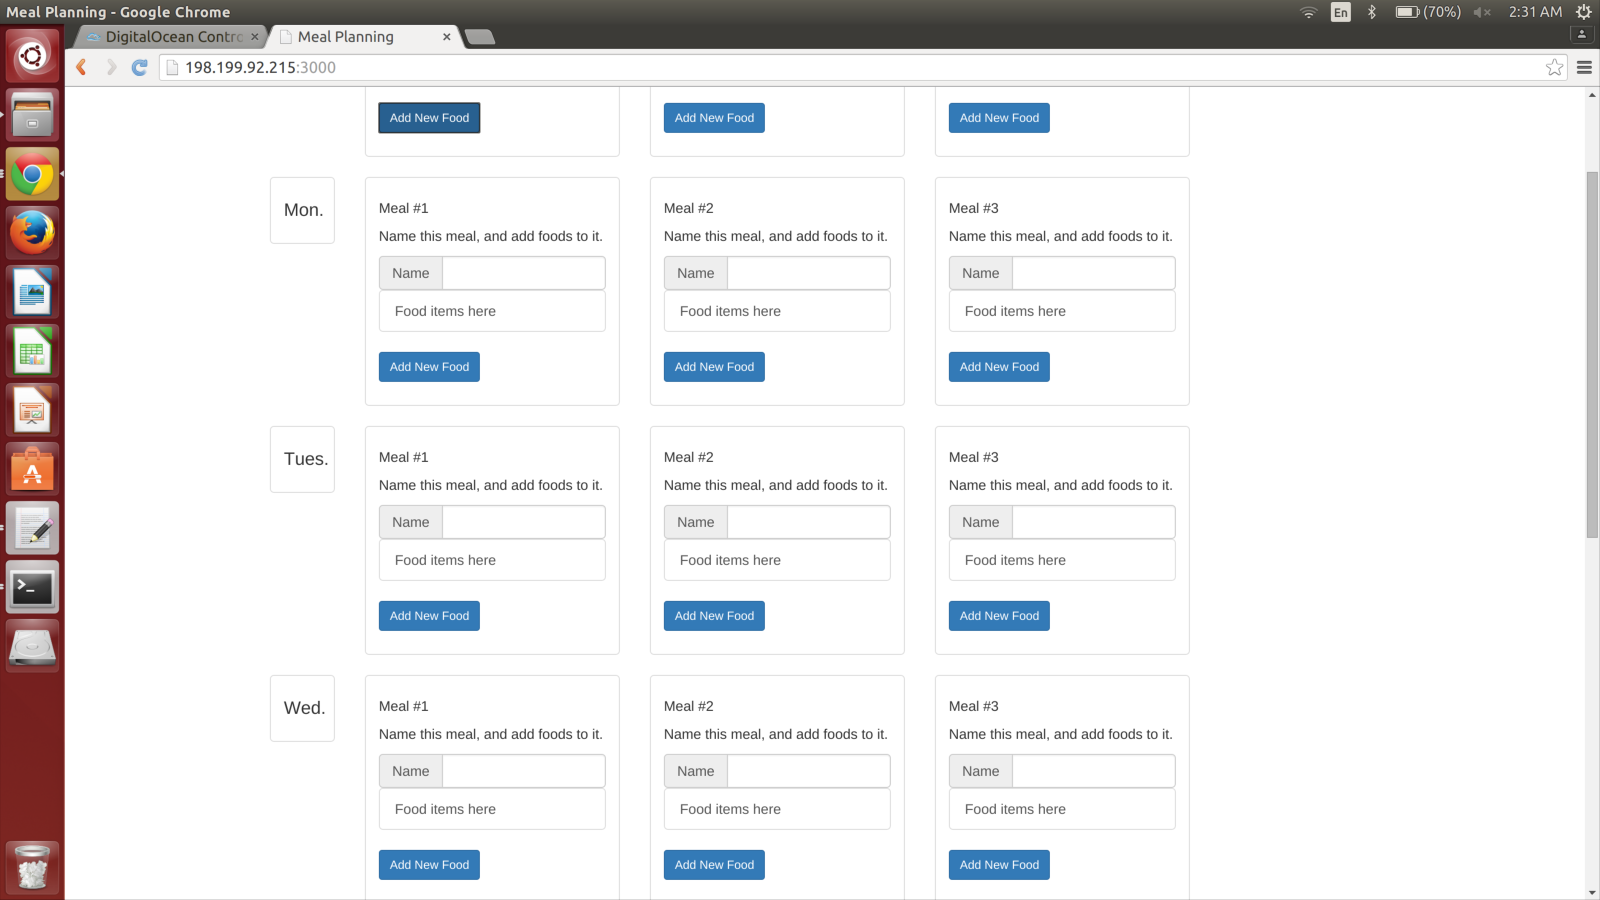 Meal Planning - Google Chrome
En
(70%)
2:31 AM
DigitalOcean Contro
Meal Planning
198.199.92.215:3000
Add New Food Add New Food Add New Food
Mon.
Meal #1 Meal #2 Meal #3
Name this meal, and add foods to it. Name this meal, and add foods to it. Name this meal, and add foods to it.
Name Name Name
Food items here Food items here Food items here
Add New Food Add New Food Add New Food
Tues.
Meal #1 Meal #2 Meal #3
Name this meal, and add foods to it. Name this meal, and add foods to it. Name this meal, and add foods to it.
Name Name Name
Food items here Food items here Food items here
Add New Food Add New Food Add New Food
Wed.
Meal #1 Meal #2 Meal #3
Name this meal, and add foods to it. Name this meal, and add foods to it. Name this meal, and add foods to it.
Name Name Name
Food items here Food items here Food items here
Add New Food Add New Food Add New Food